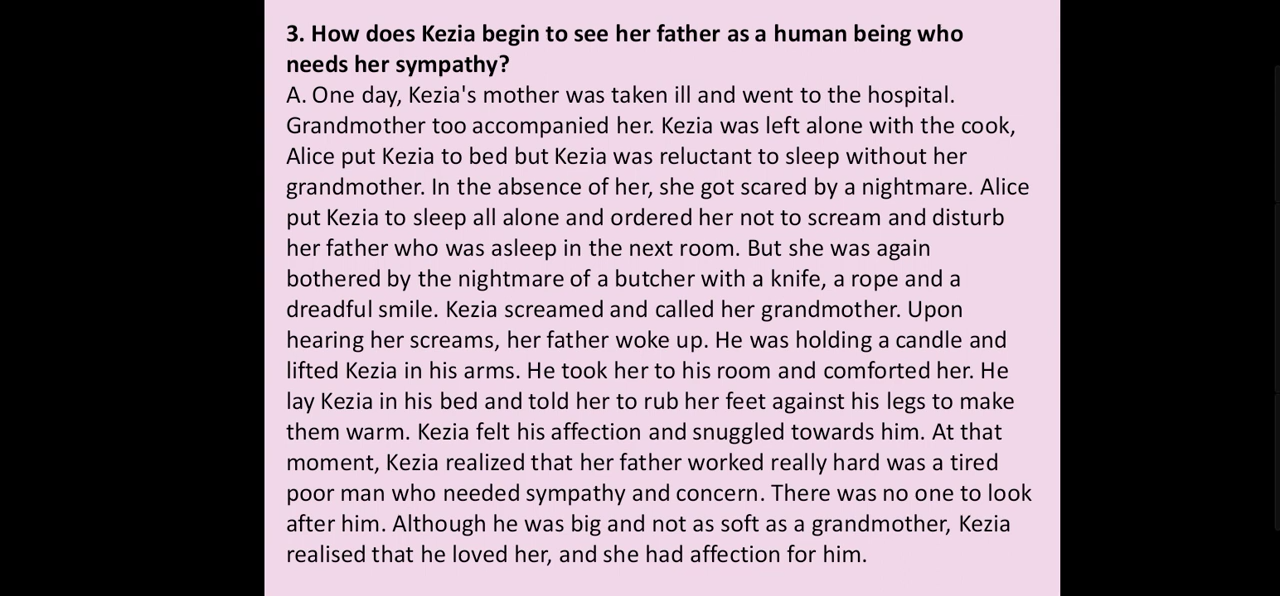 3. How does Kezia begin to see her father as a human being who
needs her sympathy?
A. One day, Kezia's mother was taken ill and went to the hospital.
Grandmother too accompanied her. Kezia was left alone with the cook,
Alice put Kezia to bed but Kezia was reluctant to sleep without her
grandmother. In the absence of her, she got scared by a nightmare. Alice
put Kezia to sleep all alone and ordered her not to scream and disturb
her father who was asleep in the next room. But she was again
bothered by the nightmare of a butcher with a knife, a rope and a
dreadful smile. Kezia screamed and called her grandmother. Upon
hearing her screams, her father woke up. He was holding a candle and
lifted Kezia in his arms. He took her to his room and comforted her. He
lay Kezia in his bed and told her to rub her feet against his legs to make
them warm. Kezia felt his affection and snuggled towards him. At that
moment, Kezia realized that her father worked really hard was a tired
poor man who needed sympathy and concern. There was no one to look
after him. Although he was big and not as soft as a grandmother, Kezia
realised that he loved her, and she had affection for him.